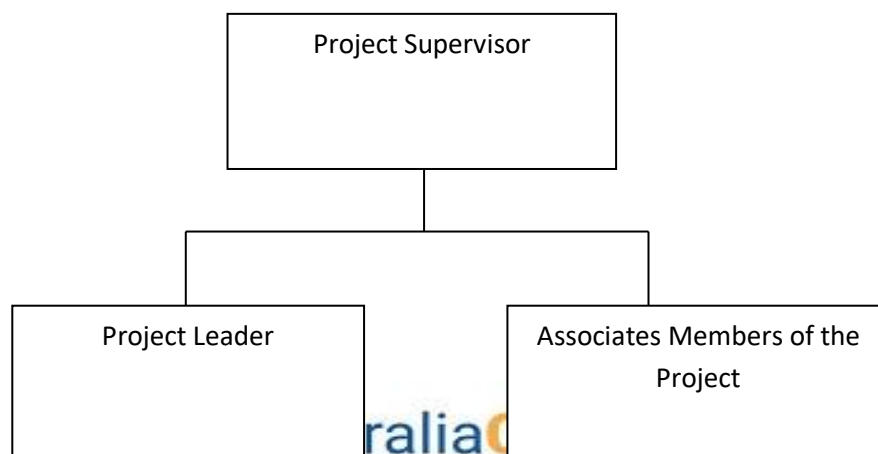 Project Supervisor
Project Leader
Associates Members of the
Project
ralia